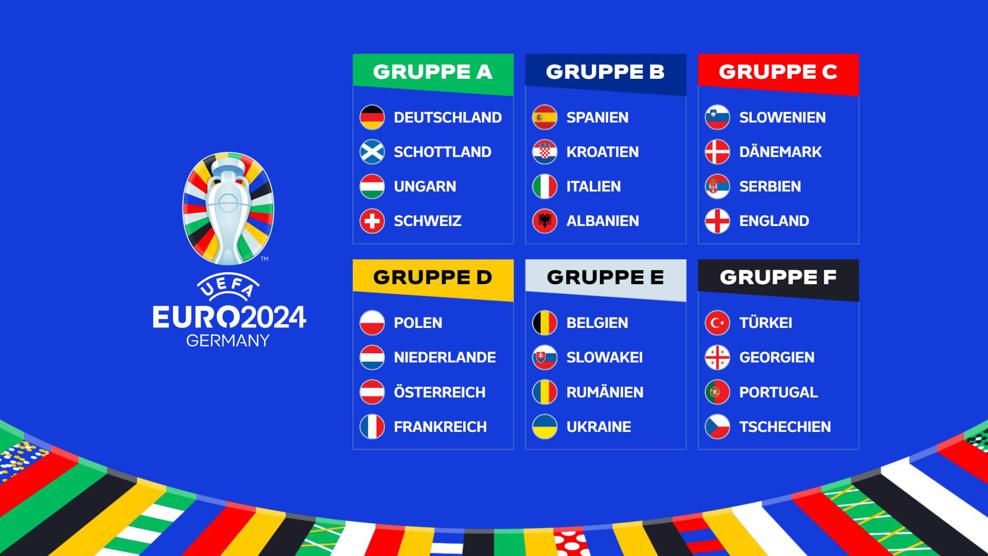 UEFA
EURO2024
GERMANY
TM
GRUPPE A
DEUTSCHLAND
SCHOTTLAND
UNGARN
SCHWEIZ
GRUPPE B
SPANIEN
KROATIEN
ITALIEN
ALBANIEN
GRUPPE C
SLOWENIEN
DÄNEMARK
SERBIEN
ENGLAND
GRUPPE D
POLEN
NIEDERLANDE
ÖSTERREICH
FRANKREICH
GRUPPE E
BELGIEN
SLOWAKEI
RUMÄNIEN
UKRAINE
GRUPPE F
TÜRKEI
GEORGIEN
PORTUGAL
TSCHECHIEN